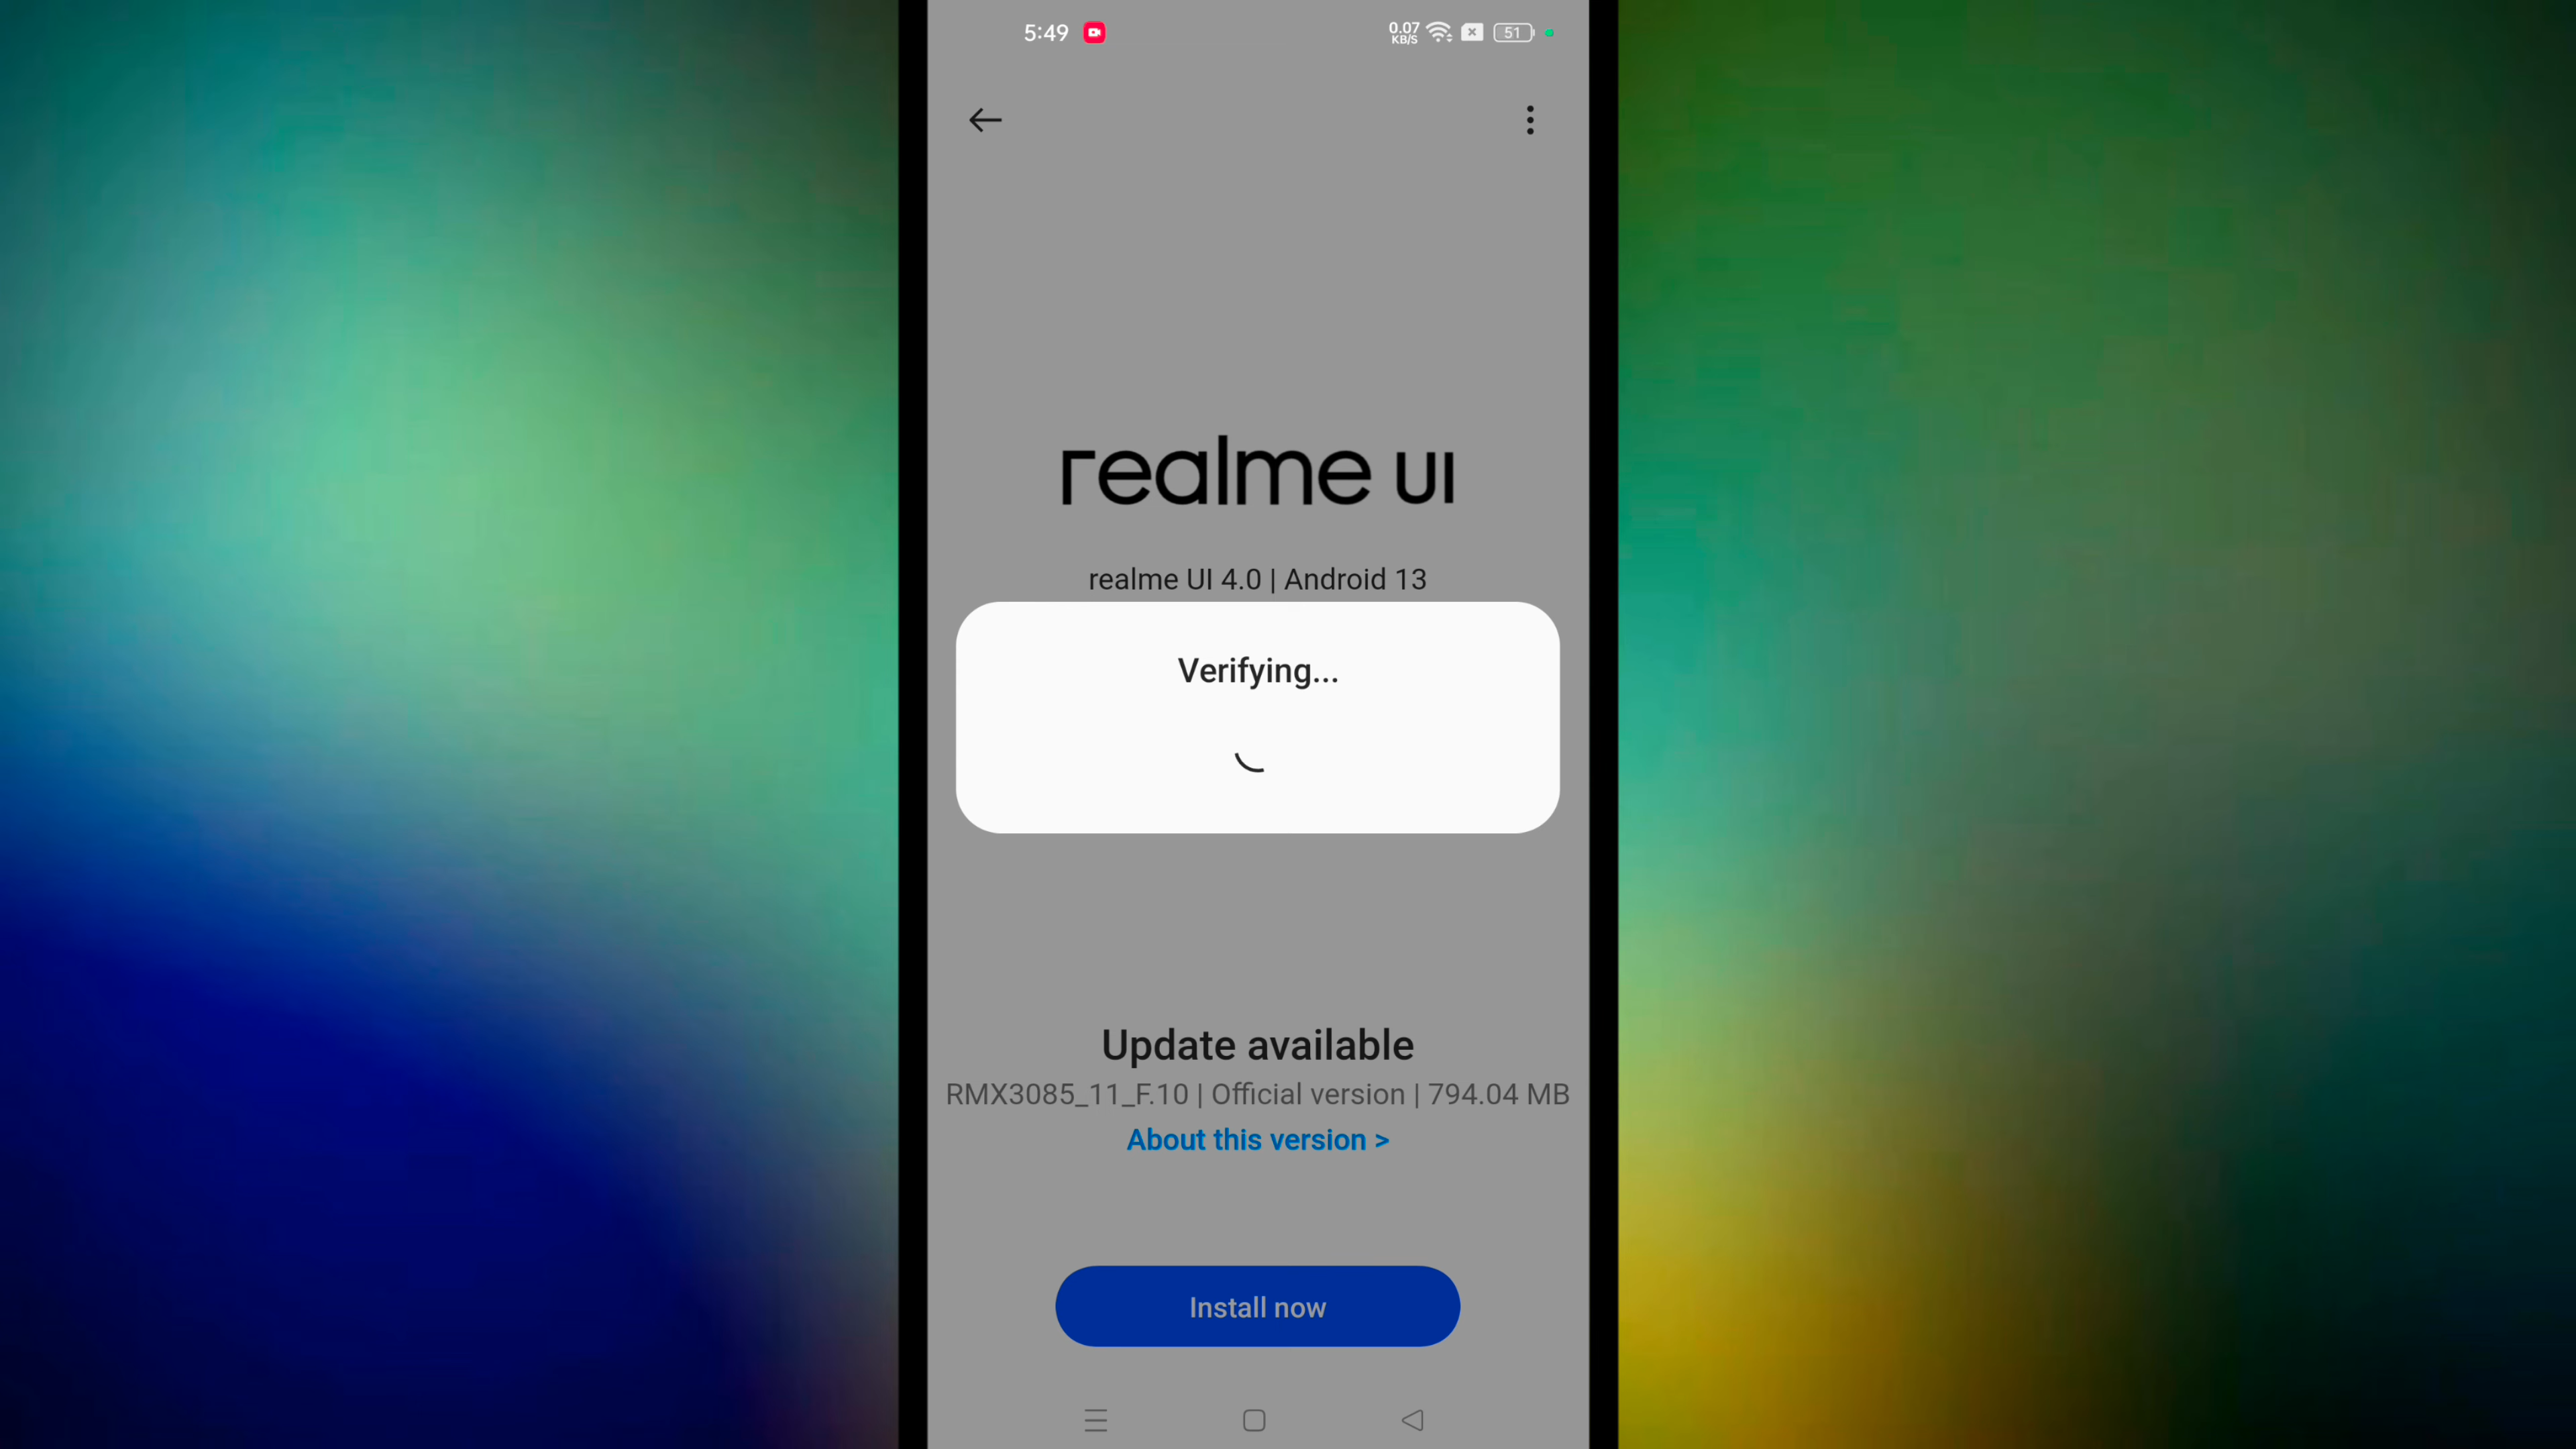 5:49
0.07
KB/S
51
realme UI
realme UI 4.0 | Android 13
Verifying...
Update available
RMX3085_11_F.10 | Official version | 794.04 MB
About this version >
Install now